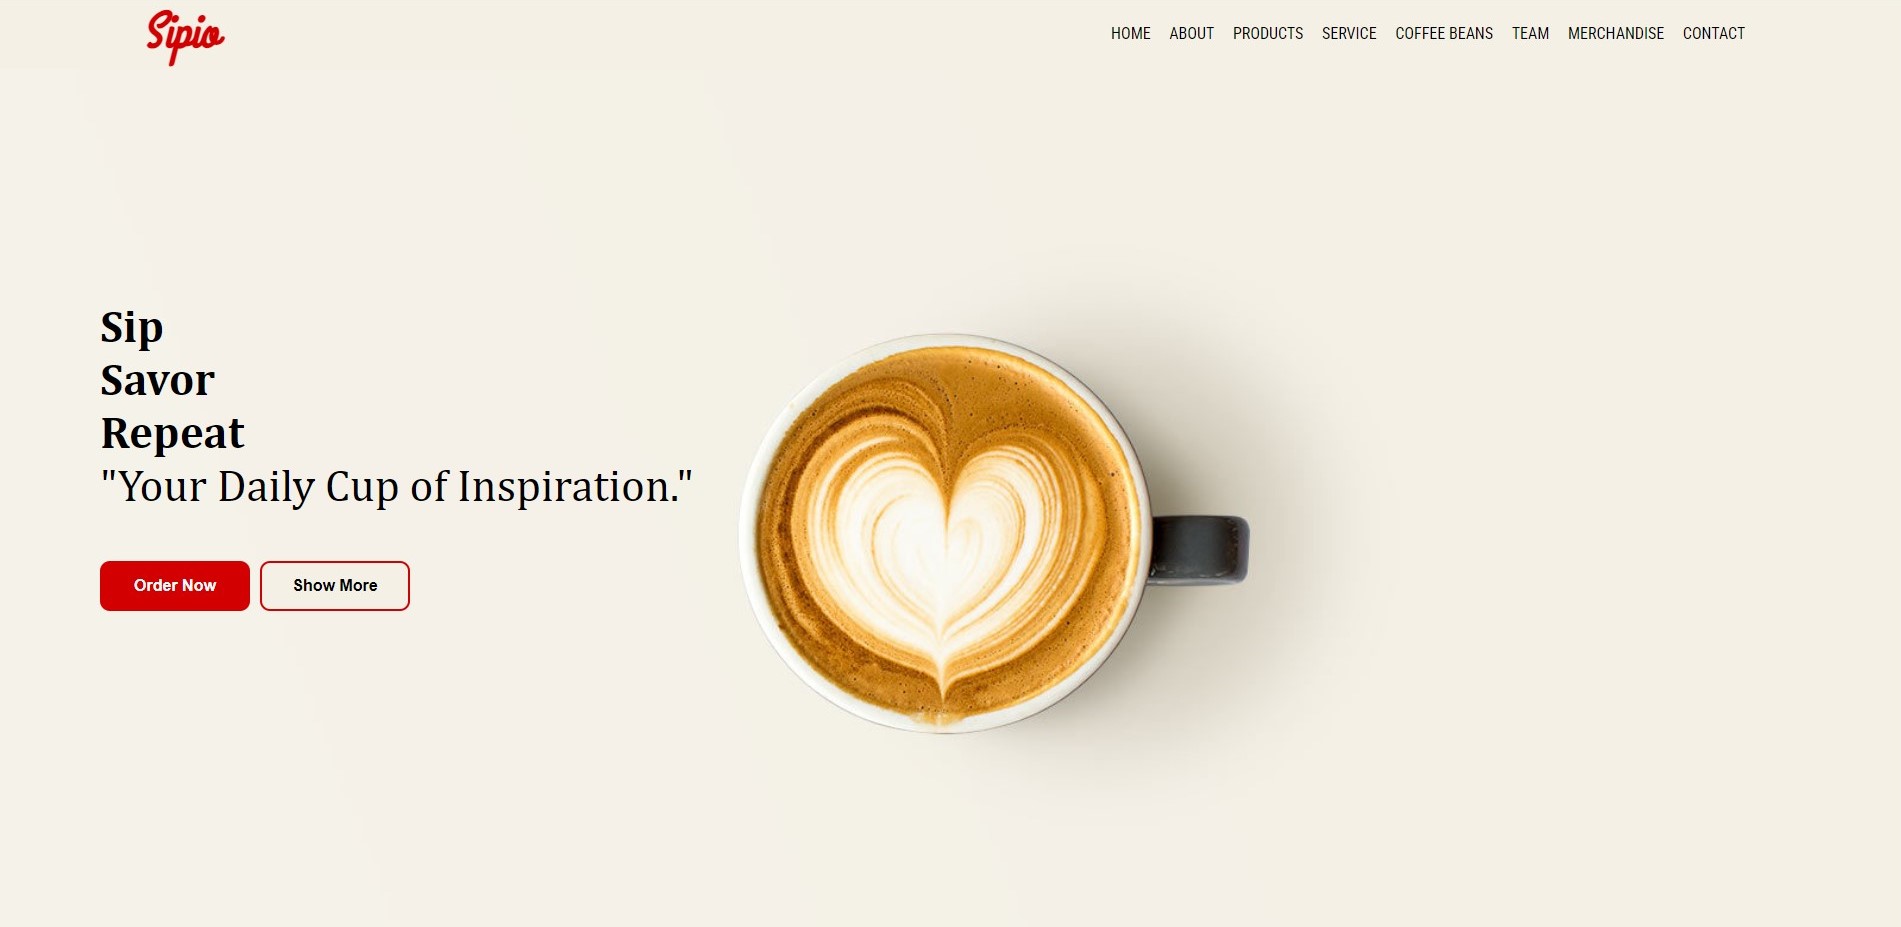 Sipio
HOME ABOUT PRODUCTS SERVICE COFFEE BEANS TEAM MERCHANDISE CONTACT
Sip
Savor
Repeat
"Your Daily Cup of Inspiration."
Order Now Show More